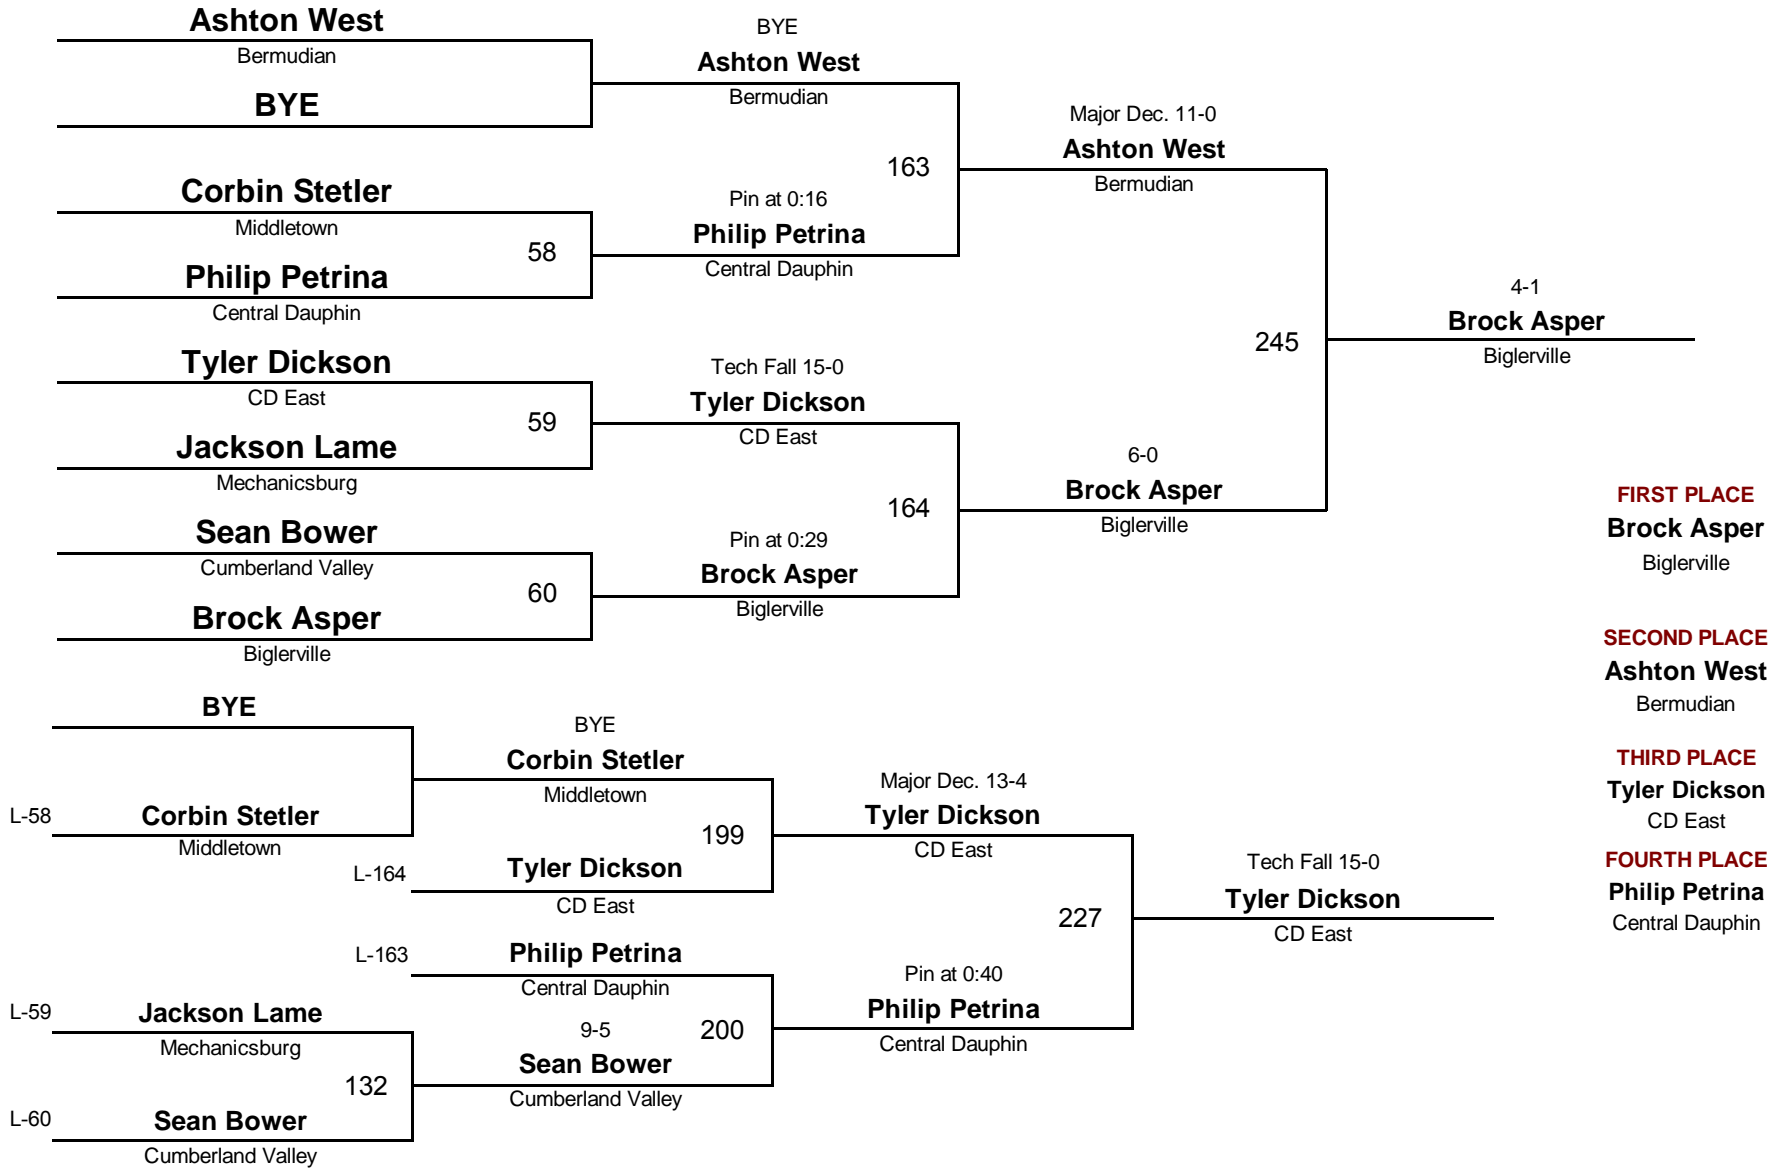 Ashton West
Bermudian
BYE
Corbin Stetler
Middletown
58
Philip Petrina
Central Dauphin
Tyler Dickson
CD East
59
Jackson Lame
Mechanicsburg
Sean Bower
Cumberland Valley
60
Brock Asper
Biglerville
BYE
Ashton West
Bermudian
163
Pin at 0:16
Philip Petrina
Central Dauphin
Tech Fall 15-0
Tyler Dickson
CD East
164
Pin at 0:29
Brock Asper
Biglerville
Major Dec. 11-0
Ashton West
Bermudian
245
6-0
Brock Asper
Biglerville
4-1
Brock Asper
Biglerville
FIRST PLACE
Brock Asper
Biglerville
SECOND PLACE
Ashton West
Bermudian
THIRD PLACE
Tyler Dickson
CD East
FOURTH PLACE
Philip Petrina
Central Dauphin
BYE
L-58
Corbin Stetler
Middletown
L-59
Jackson Lame
Mechanicsburg
132
L-60
Sean Bower
Cumberland Valley
BYE
Corbin Stetler
Middletown
199
L-164
Tyler Dickson
CD East
L-163
Philip Petrina
Central Dauphin
9-5
200
Sean Bower
Cumberland Valley
Major Dec. 13-4
Tyler Dickson
CD East
227
Pin at 0:40
Philip Petrina
Central Dauphin
Tech Fall 15-0
Tyler Dickson
CD East